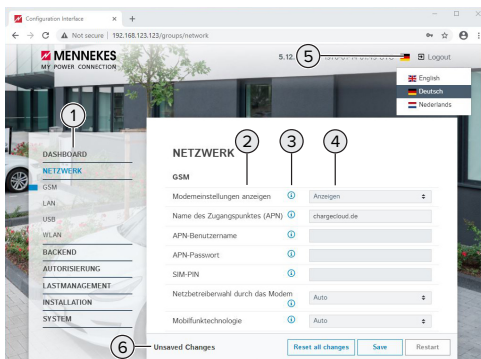 Configuration Interface × +
Not secure | 192.168.123.123/groups/network
MENNEKES
MY POWER CONNECTION
5.12.
5
Logout
English
Deutsch
Nederlands
1
2
3
4
DASHBOARD
NETZWERK
GSM
LAN
USB
WLAN
BACKEND
AUTORISIERUNG
LASTMANAGEMENT
INSTALLATION
SYSTEM
NETZWERK
GSM
Modemeinstellungen anzeigen Anzeigen
Name des Zugangspunktes (APN) chargecloud.de
APN-Benutzername
APN-Passwort
SIM-PIN
Netzbetreiberwahl durch das Modem Auto
Mobilfunktechnologie Auto
6
Unsaved Changes Reset all changes Save Restart